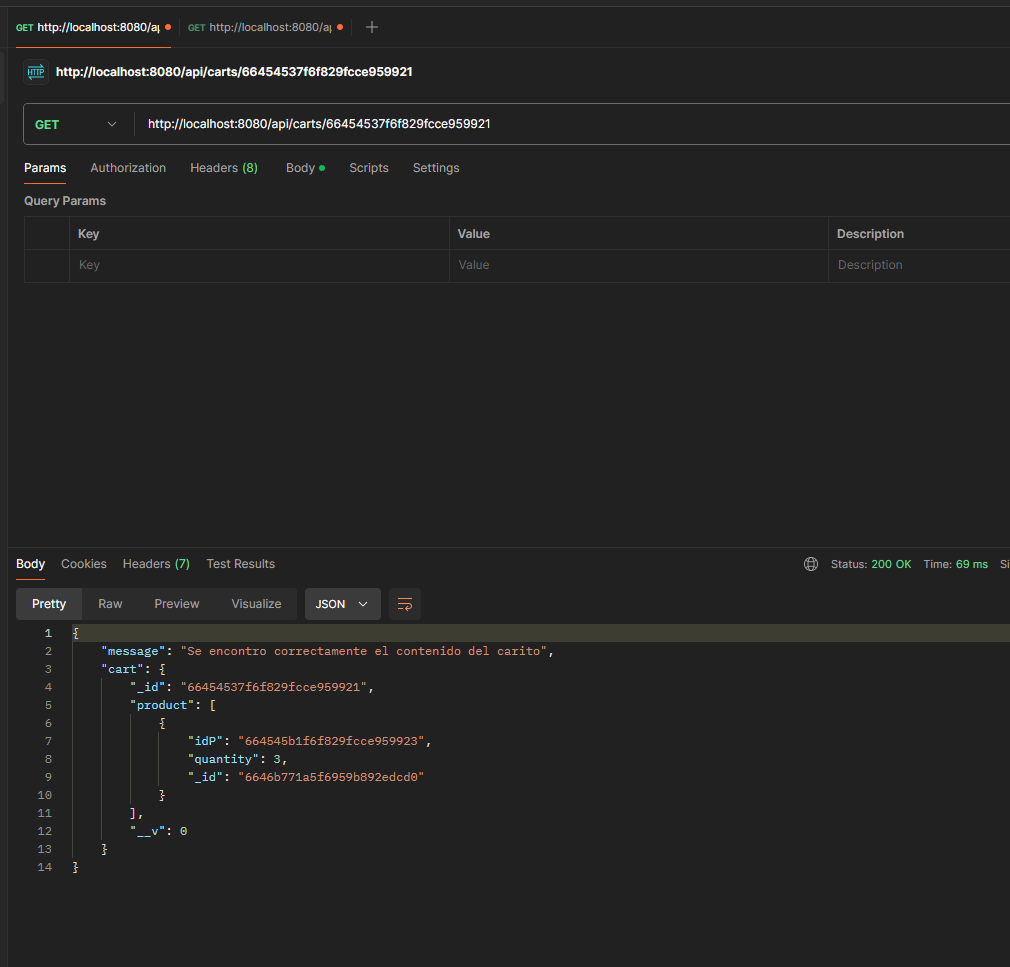 GET http://localhost:8080/ap GET http://localhost:8080/ap
HTTP http://localhost:8080/api/carts/66454537f6f829fcce959921
GET http://localhost:8080/api/carts/66454537f6f829fcce959921
Params Authorization Headers (8) Body Scripts Settings
Query Params
Key Value Description
Key Value Description
Body Cookies Headers (7) Test Results Status: 200 OK Time: 69 ms Si
Pretty Raw Preview Visualize JSON
1 {
2 "message": "Se encontro correctamente el contenido del carito",
3 "cart": {
4 "_id": "66454537f6f829fcce959921",
5 "product": [
6 {
7 "idP": "664545b1f6f829fcce959923",
8 "quantity": 3,
9 "_id": "6646b771a5f6959b892edcd0"
10 }
11 ],
12 "__v": 0
13 }
14 }